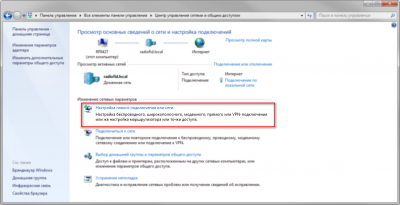 Панель управления ▸ Все элементы панели управления ▸ Центр управления сетями и общим доступом
Поиск в панели управления
Панель управления - домашняя страница
Изменение параметров адаптера
Изменить дополнительные параметры общего доступа
Просмотр основных сведений о сети и настройка подключений
Просмотр полной карты
(этот компьютер)
radiofid.local
Интернет
Просмотр активных сетей
Подключение или отключение
radiofid.local
Доменная сеть
Тип доступа:
Интернет
Подключения:
Подключение по локальной сети
Изменение сетевых параметров
Настройка нового подключения или сети
Настройка беспроводного, широкополосного, модемного, прямого или VPN-подключения
или же настройка маршрутизатора или точки доступа.
Подключиться к сети
Подключение или повторное подключение к беспроводному, проводному, модемному
сетевому соединению или подключение к VPN.
Выбор домашней группы и параметров общего доступа
Доступ к файлам и принтерам, расположенным на других сетевых компьютерах, или
изменение параметров общего доступа.
Устранение неполадок
Диагностика и исправление сетевых проблем или получение сведений об исправлении.
См. также
Брандмауэр Windows
Домашняя группа
Инфракрасная связь
Свойства браузера